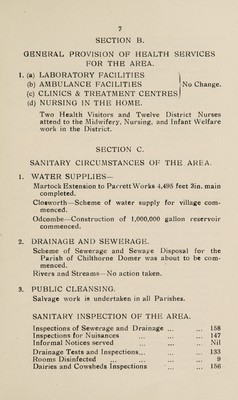 7
SECTION B.
GENERAL PROVISION OF HEALTH SERVICES
FOR THE AREA.
1. (a) LABORATORY FACILITIES
(b) AMBULANCE FACILITIES No Change.
(c) CLINICS & TREATMENT CENTRES
(d) NURSING IN THE HOME.
Two Health Visitors and Twelve District Nurses
attend to the Midwifery, Nursing, and Infant Welfare
work in the District.
SECTION C.
SANITARY CIRCUMSTANCES OF THE AREA.
1. WATER SUPPLIES—
Martock Extension to Parrett Works 4,495 feet 3in. main
completed.
Closworth—Scheme of water supply for village com-
menced.
Odcombe—Construction of 1,000,000 gallon reservoir
commenced.
2. DRAINAGE AND SEWERAGE.
Scheme of Sewerage and Sewage Disposal for the
Parish of Chilthorne Domer was about to be com-
menced.
Rivers and Streams—No action taken.
3. PUBLIC CLEANSING.
Salvage work is undertaken in all Parishes.
SANITARY INSPECTION OF THE AREA.
Inspections of Sewerage and Drainage ... ... 158
Inspections for Nuisances ... ... ... 147
Informal Notices served ... ... ... Nil
Drainage Tests and Inspections... ... ... 133
Rooms Disinfected ... ... ... 9
Dairies and Cowsheds Inspections ... ... 156